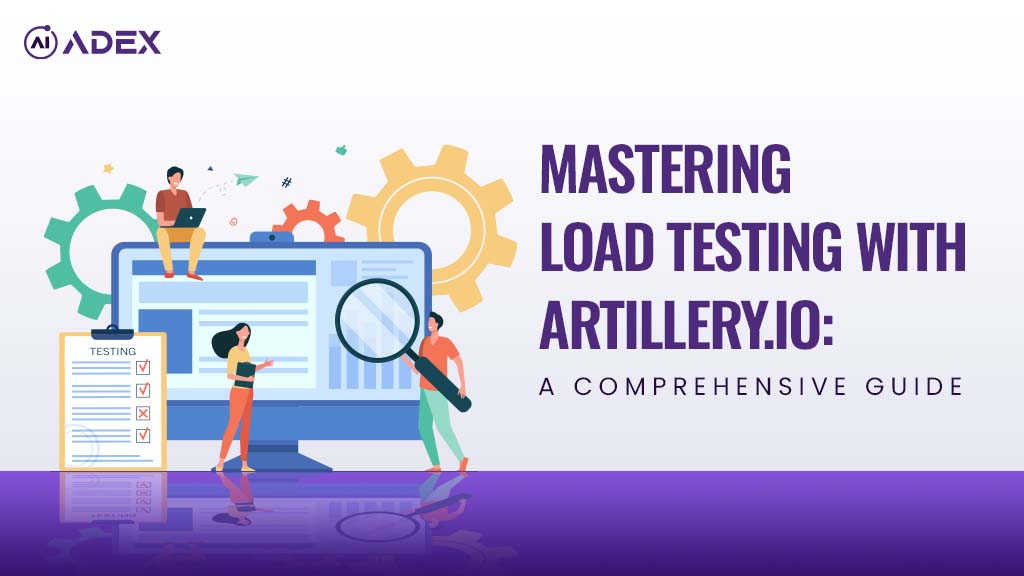 AI ADEX
MASTERING
LOAD TESTING WITH
ARTILLERY.IO:
A COMPREHENSIVE GUIDE
TESTING
#